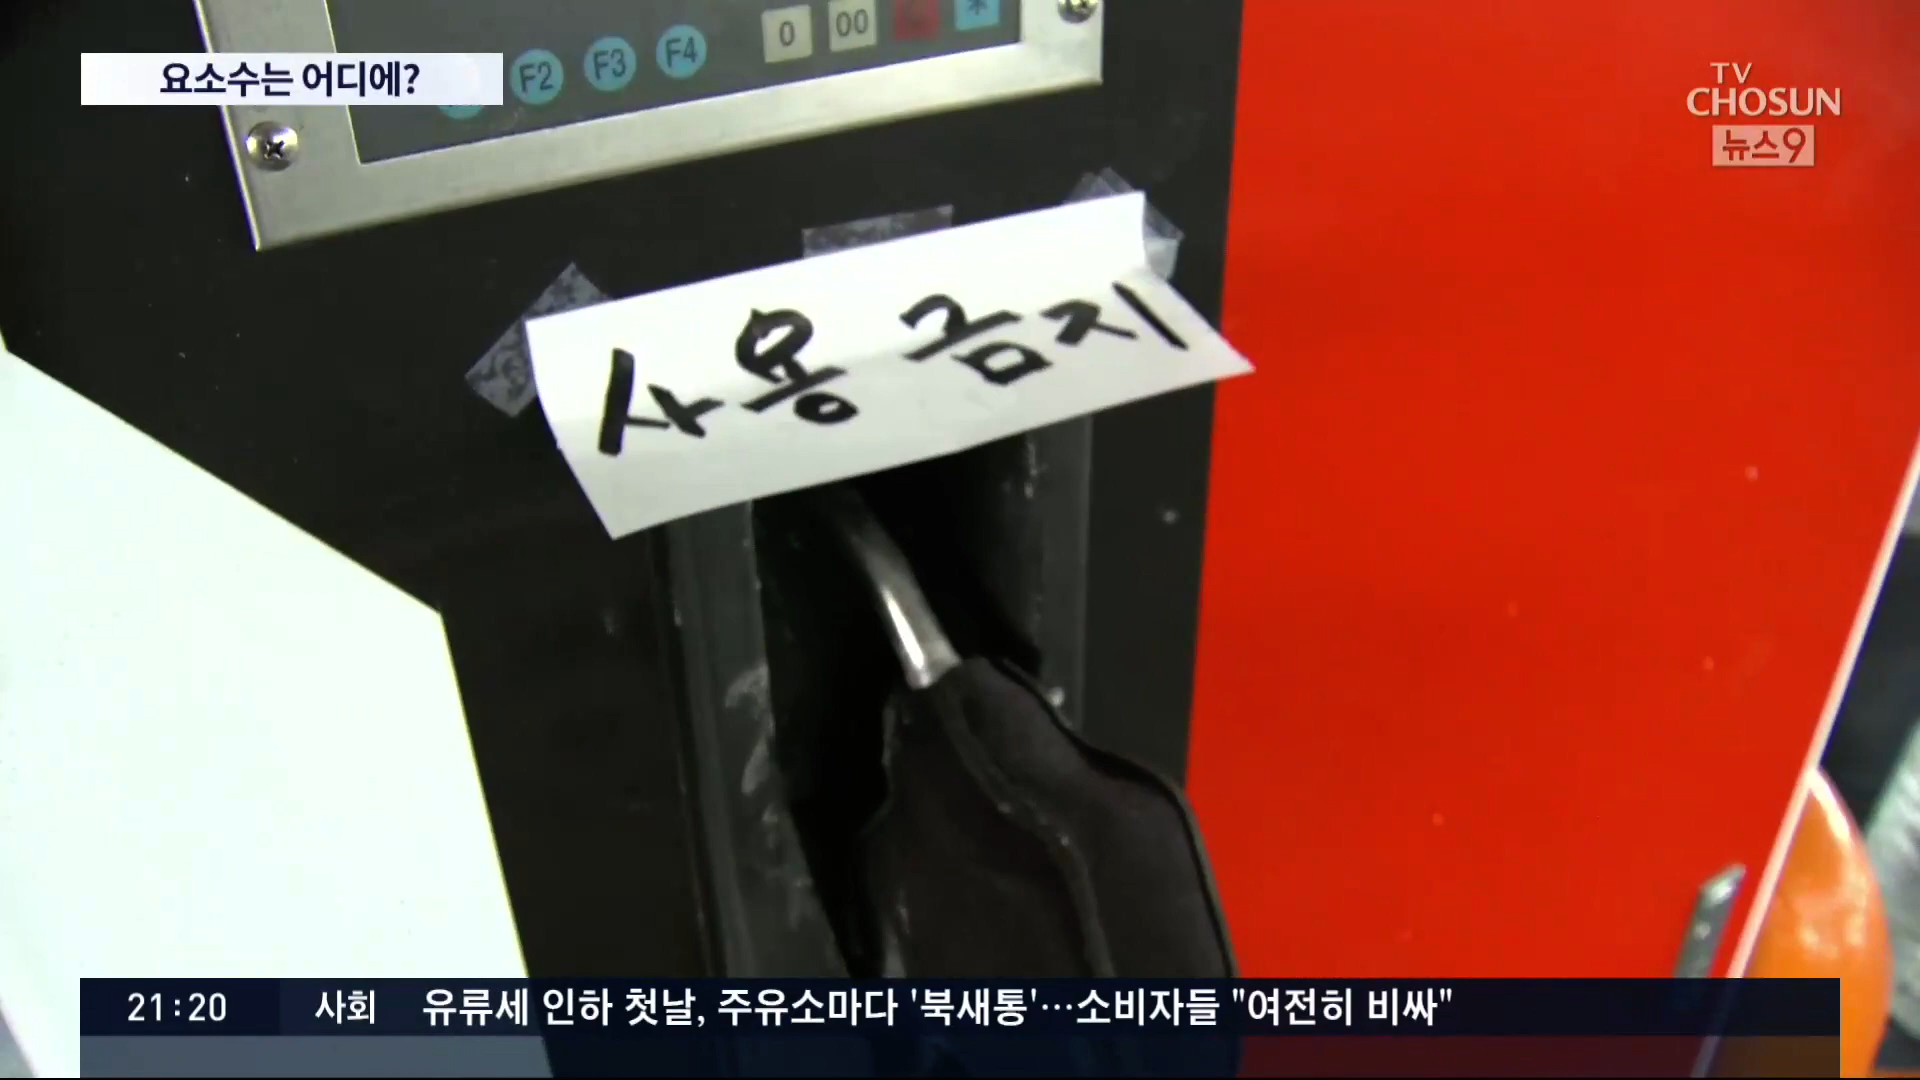 F2 F3 F4 0 00 *
요소수는 어디에?
TV
CHOSUN
뉴스9
사용 금지
21:20 사회 유류세 인하 첫날, 주유소마다 '북새통'…소비자들 "여전히 비싸"